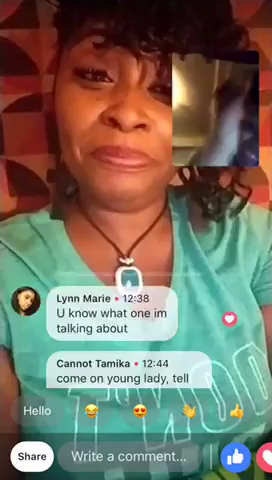 Lynn Marie • 12:38
U know what one im
talking about
Cannot Tamika • 12:44
come on young lady, tell
Hello
Share
Write a comment...